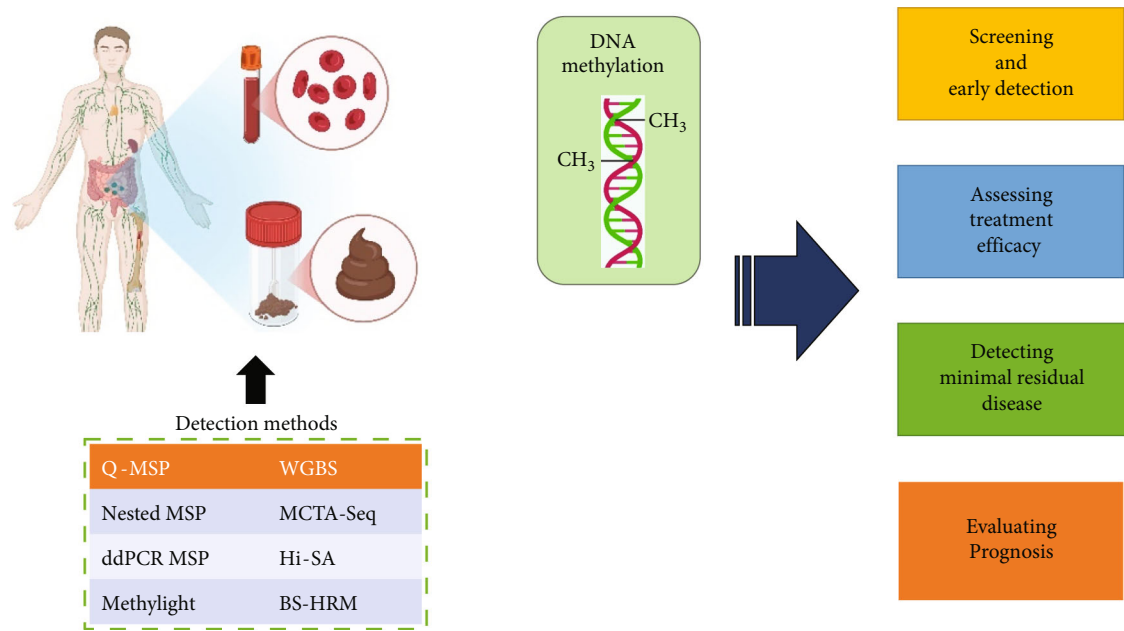 DNA
methylation
CH₃
CH₃
Detection methods
Q-MSP WGBS
Nested MSP MCTA-Seq
ddPCR MSP Hi-SA
Methylight BS-HRM
Screening
and
early detection
Assessing
treatment
efficacy
Detecting
minimal residual
disease
Evaluating
Prognosis